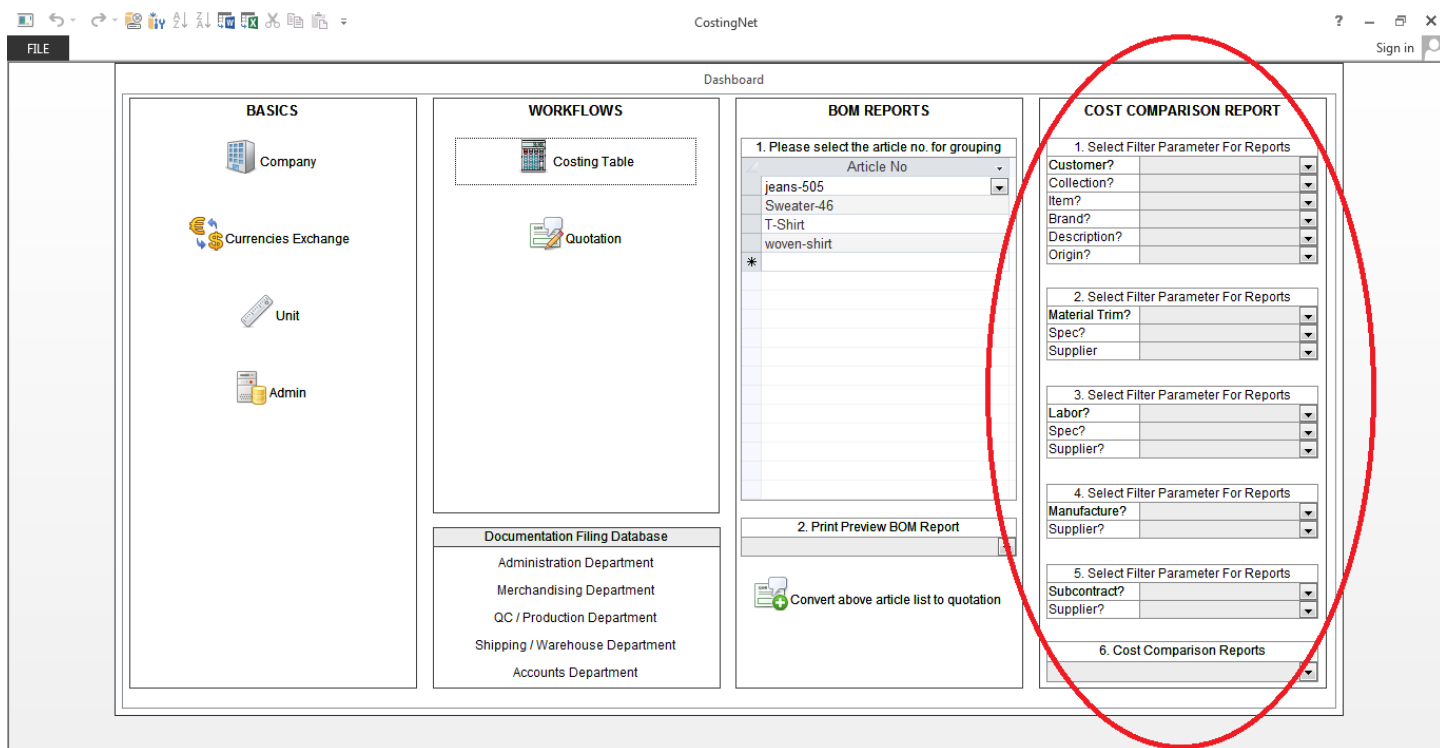 CostingNet
?
FILE
Sign in
Dashboard
BASICS
Company
Currencies Exchange
Unit
Admin
WORKFLOWS
Costing Table
Quotation
Documentation Filing Database
Administration Department
Merchandising Department
QC / Production Department
Shipping / Warehouse Department
Accounts Department
BOM REPORTS
1. Please select the article no. for grouping
Article No
jeans-505
Sweater-46
T-Shirt
woven-shirt
2. Print Preview BOM Report
Convert above article list to quotation
COST COMPARISON REPORT
1. Select Filter Parameter For Reports
Customer?
Collection?
Item?
Brand?
Description?
Origin?
2. Select Filter Parameter For Reports
Material Trim?
Spec?
Supplier
3. Select Filter Parameter For Reports
Labor?
Spec?
Supplier?
4. Select Filter Parameter For Reports
Manufacture?
Supplier?
5. Select Filter Parameter For Reports
Subcontract?
Supplier?
6. Cost Comparison Reports